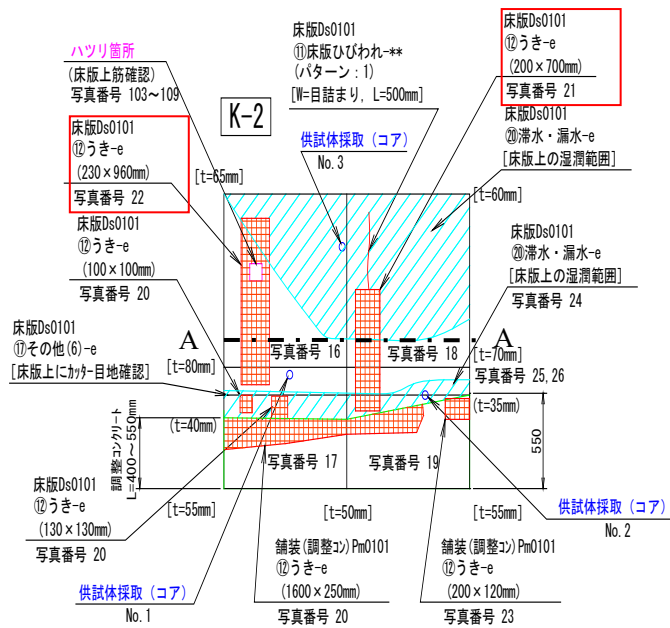 ハツリ箇所
(床版上筋確認)
写真番号 103～109
床版Ds0101
⑪床版ひびわれ-**
(パターン：1)
[W=目詰まり, L=500mm]
床版Ds0101
⑫うき-e
(200×700mm)
写真番号 21
K-2
供試体採取（コア）
No.3
床版Ds0101
⑳滞水・漏水-e
[床版上の湿潤範囲]
床版Ds0101
⑫うき-e
(230×960mm)
写真番号 22
[t=65mm]
[t=60mm]
床版Ds0101
⑫うき-e
(100×100mm)
写真番号 20
床版Ds0101
⑳滞水・漏水-e
[床版上の湿潤範囲]
写真番号 24
床版Ds0101
⑰その他(6)-e
[床版上にカッター目地確認]
A
写真番号 16
写真番号 18
A
[t=80mm]
[t=70mm]
写真番号 25,26
(t=40mm)
(t=35mm)
調整コンクリート
L=400～550mm
550
写真番号 17
写真番号 19
床版Ds0101
⑫うき-e
(130×130mm)
写真番号 20
[t=55mm]
[t=50mm]
[t=55mm]
供試体採取（コア）
No.2
供試体採取（コア）
No.1
舗装(調整コン)Pm0101
⑫うき-e
(1600×250mm)
写真番号 20
舗装(調整コン)Pm0101
⑫うき-e
(200×120mm)
写真番号 23